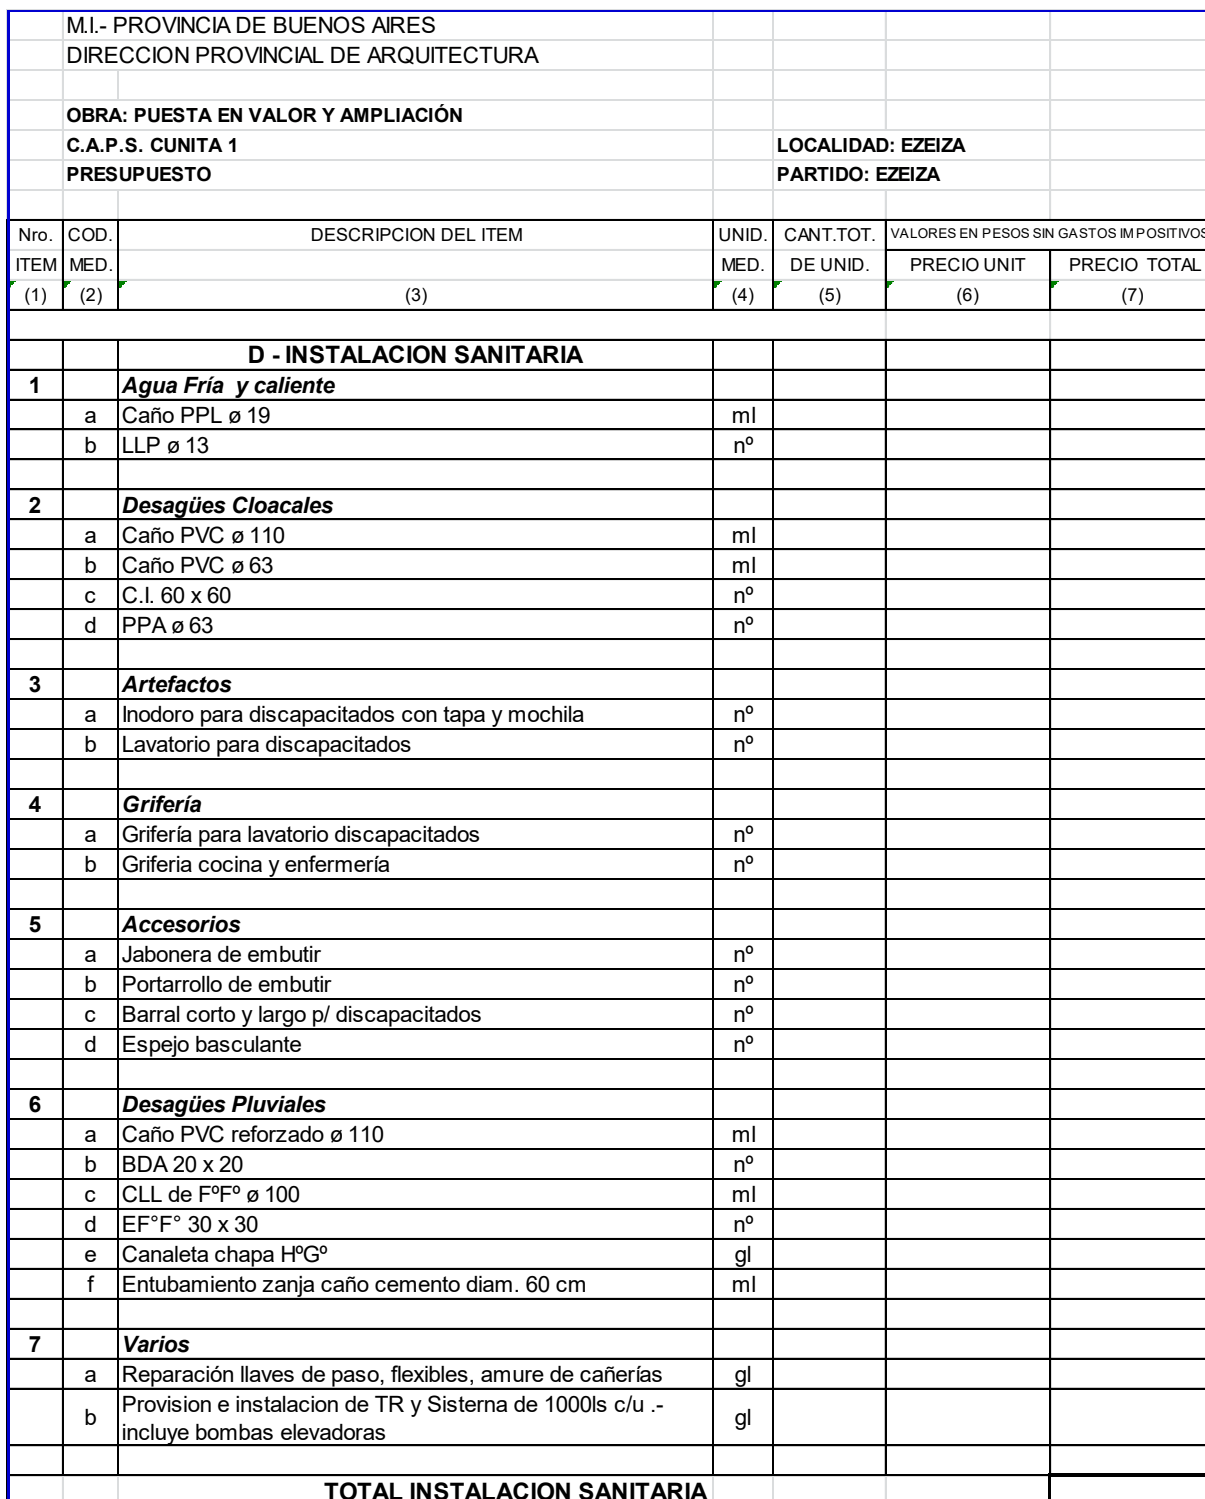 M.I.- PROVINCIA DE BUENOS AIRES
DIRECCION PROVINCIAL DE ARQUITECTURA
OBRA: PUESTA EN VALOR Y AMPLIACIÓN
C.A.P.S. CUNITA 1 LOCALIDAD: EZEIZA
PRESUPUESTO PARTIDO: EZEIZA
Nro. COD. DESCRIPCION DEL ITEM UNID. CANT.TOT. VALORES EN PESOS SIN GASTOS IMPOSITIVOS
ITEM MED. MED. DE UNID. PRECIO UNIT PRECIO TOTAL
(1) (2) (3) (4) (5) (6) (7)
D - INSTALACION SANITARIA
1 Agua Fría y caliente
a Caño PPL ø 19 ml
b LLP ø 13 nº
2 Desagües Cloacales
a Caño PVC ø 110 ml
b Caño PVC ø 63 ml
c C.I. 60 x 60 nº
d PPA ø 63 nº
3 Artefactos
a Inodoro para discapacitados con tapa y mochila nº
b Lavatorio para discapacitados nº
4 Grifería
a Grifería para lavatorio discapacitados nº
b Griferia cocina y enfermería nº
5 Accesorios
a Jabonera de embutir nº
b Portarrollo de embutir nº
c Barral corto y largo p/ discapacitados nº
d Espejo basculante nº
6 Desagües Pluviales
a Caño PVC reforzado ø 110 ml
b BDA 20 x 20 nº
c CLL de FºFº ø 100 ml
d EF°F° 30 x 30 nº
e Canaleta chapa HºGº gl
f Entubamiento zanja caño cemento diam. 60 cm ml
7 Varios
a Reparación llaves de paso, flexibles, amure de cañerías gl
b Provision e instalacion de TR y Sisterna de 1000ls c/u .- gl
incluye bombas elevadoras
TOTAL INSTALACION SANITARIA